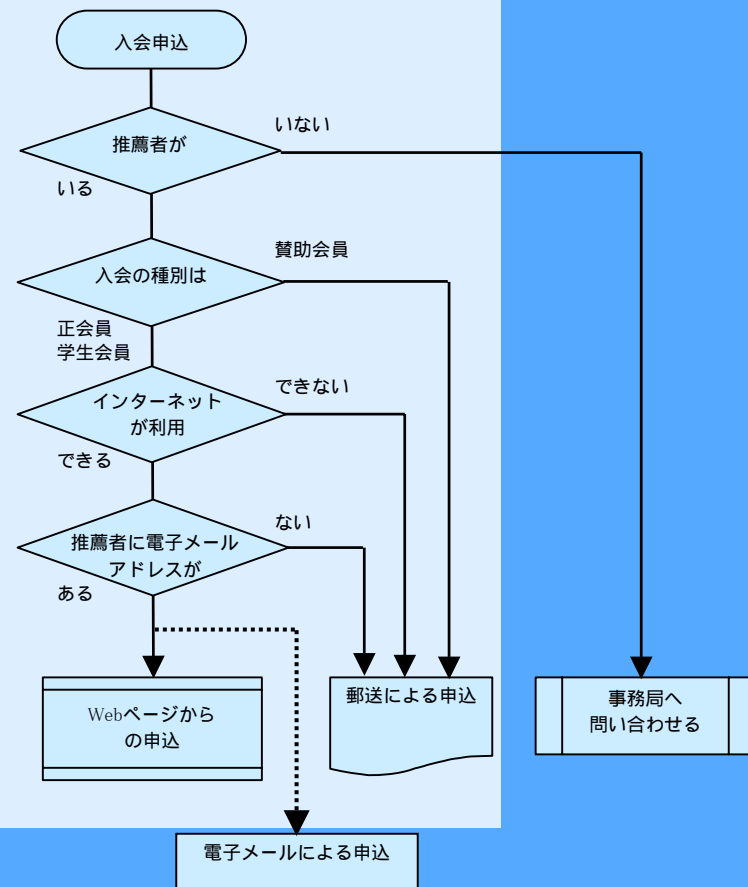 入会申込
推薦者が
いない
いる
入会の種別は
賛助会員
正会員
学生会員
インターネット
が利用
できない
できる
推薦者に電子メール
アドレスが
ない
ある
Webページから
の申込
郵送による申込
事務局へ
問い合わせる
電子メールによる申込